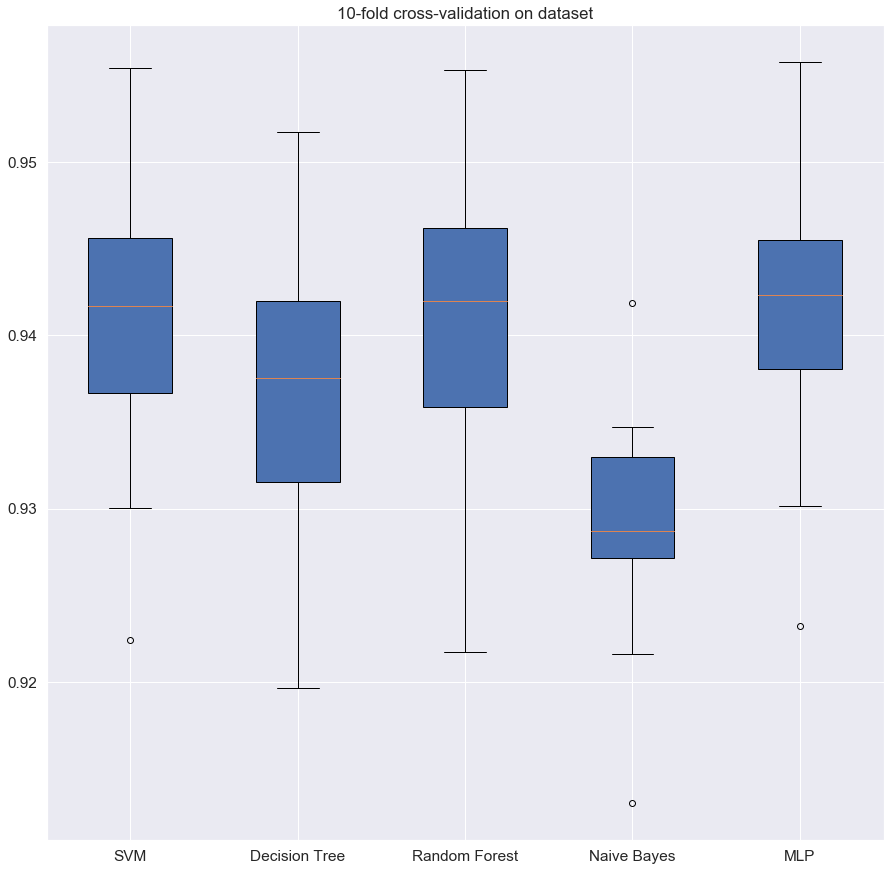 10-fold cross-validation on dataset
0.95
0.94
0.93
0.92
SVM
Decision Tree
Random Forest
Naive Bayes
MLP